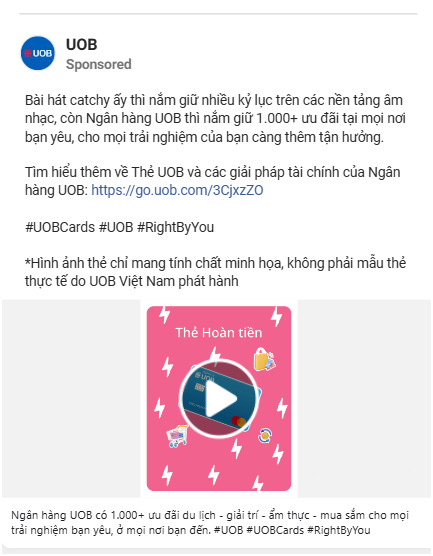 UOB
UOB
Sponsored
Bài hát catchy ấy thì nắm giữ nhiều kỷ lục trên các nền tảng âm
nhạc, còn Ngân hàng UOB thì nắm giữ 1.000+ ưu đãi tại mọi nơi
bạn yêu, cho mọi trải nghiệm của bạn càng thêm tận hưởng.
Tìm hiểu thêm về Thẻ UOB và các giải pháp tài chính của Ngân
hàng UOB: https://go.uob.com/3CjxzZO
#UOBCards #UOB #RightByYou
*Hình ảnh thẻ chỉ mang tính chất minh họa, không phải mẫu thẻ
thực tế do UOB Việt Nam phát hành
Thẻ Hoàn tiền
UOB
Ngân hàng UOB có 1.000+ ưu đãi du lịch - giải trí - ẩm thực - mua sắm cho mọi
trải nghiệm bạn yêu, ở mọi nơi bạn đến. #UOB #UOBCards #RightByYou